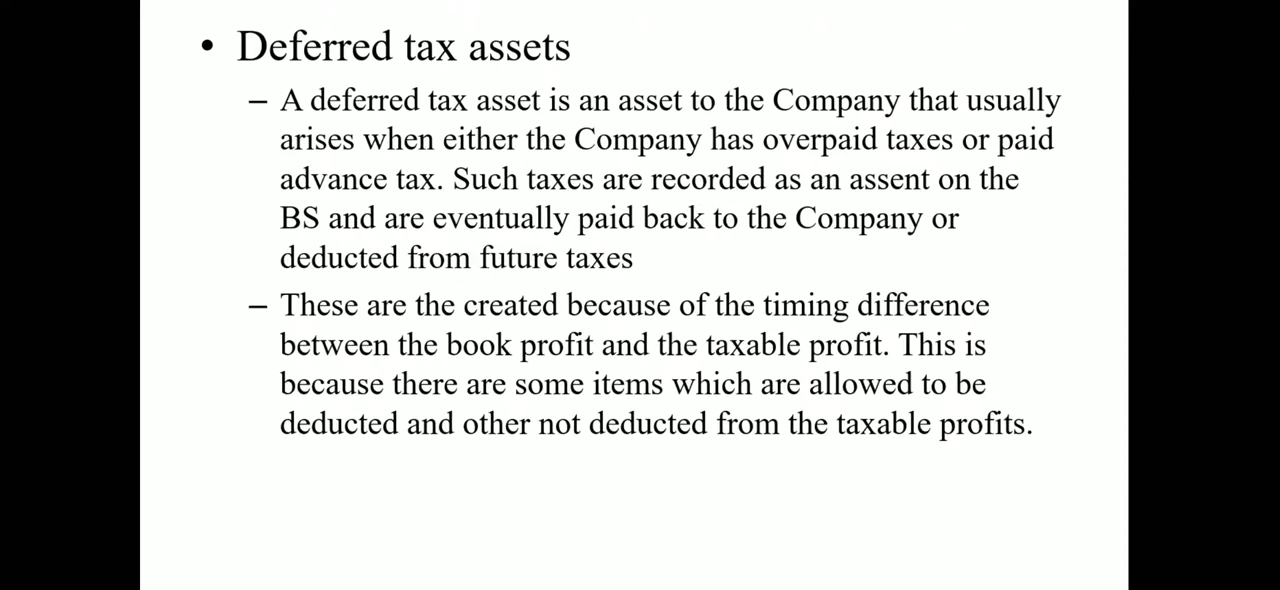 • Deferred tax assets
– A deferred tax asset is an asset to the Company that usually
arises when either the Company has overpaid taxes or paid
advance tax. Such taxes are recorded as an assent on the
BS and are eventually paid back to the Company or
deducted from future taxes
– These are the created because of the timing difference
between the book profit and the taxable profit. This is
because there are some items which are allowed to be
deducted and other not deducted from the taxable profits.